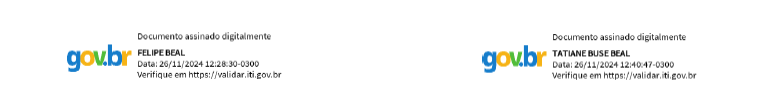 Documento assinado digitalmente
gov.br
FELIPE BEAL
Data: 26/11/2024 12:28:30-0300
Verifique em https://validar.iti.gov.br
Documento assinado digitalmente
gov.br
TATIANE BUSE BEAL
Data: 26/11/2024 12:40:47-0300
Verifique em https://validar.iti.gov.br